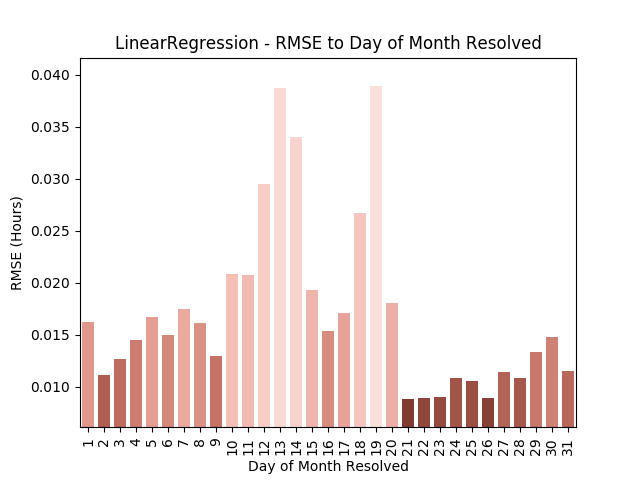 LinearRegression - RMSE to Day of Month Resolved
0.040
0.035
0.030
0.025
0.020
0.015
0.010
RMSE (Hours)
1 2 3 4 5 6 7 8 9 10 11 12 13 14 15 16 17 18 19 20 21 22 23 24 25 26 27 28 29 30 31
Day of Month Resolved